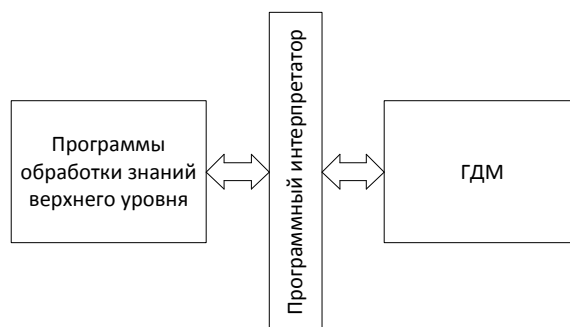 Программы
обработки знаний
верхнего уровня
Программный интерпретатор
ГДМ